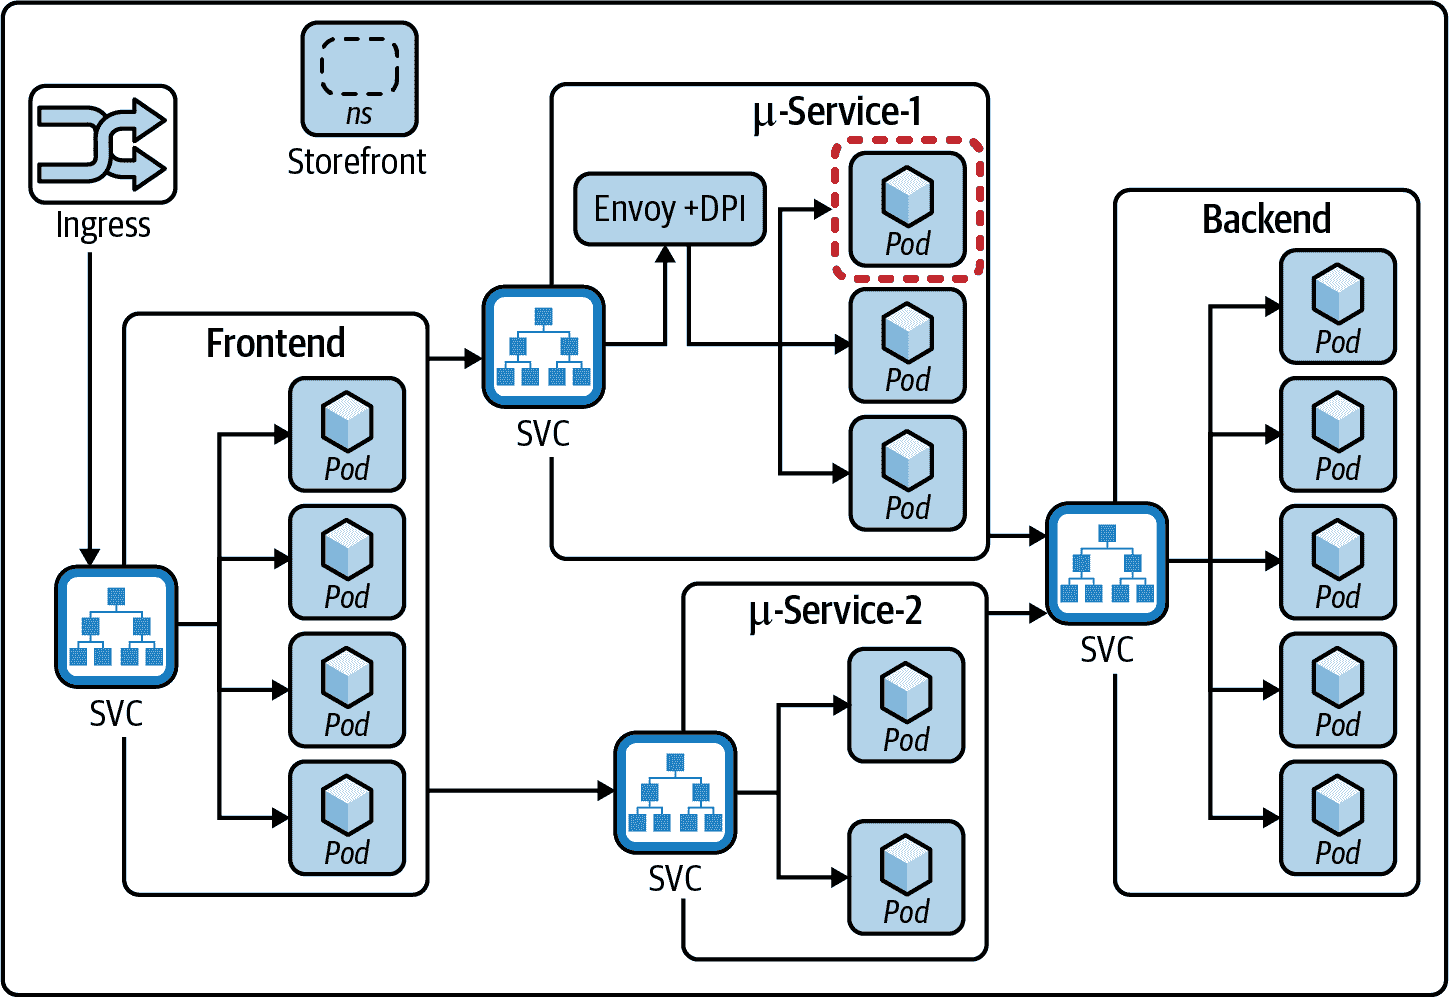 ns
Storefront
Ingress
Frontend
Pod
Pod
Pod
Pod
SVC
μ-Service-1
Envoy +DPI
Pod
Pod
Pod
SVC
μ-Service-2
Pod
Pod
SVC
Backend
Pod
Pod
Pod
Pod
Pod
SVC